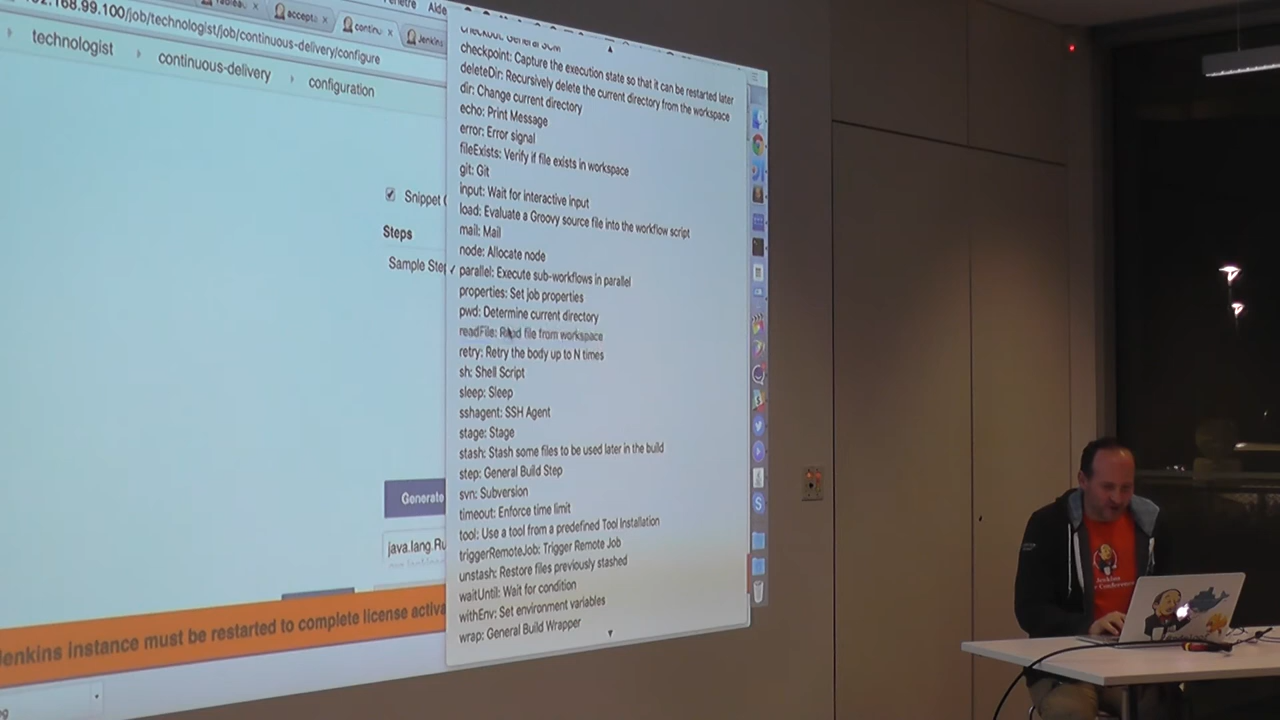 Fenêtre Aide
accept
continu
Jenkins
168.99.100/job/technologist/job/continuous-delivery/configure
technologist
continuous-delivery
configuration
Snippet
Steps
Sample Step
Generate
java.lang.Ru
Jenkins instance must be restarted to complete license activa
Checkout: General SCM
checkpoint: Capture the execution state so that it can be restarted later
deleteDir: Recursively delete the current directory from the workspace
dir: Change current directory
echo: Print Message
error: Error signal
fileExists: Verify if file exists in workspace
git: Git
input: Wait for interactive input
load: Evaluate a Groovy source file into the workflow script
mail: Mail
node: Allocate node
✓ parallel: Execute sub-workflows in parallel
properties: Set job properties
pwd: Determine current directory
readFile: Read file from workspace
retry: Retry the body up to N times
sh: Shell Script
sleep: Sleep
sshagent: SSH Agent
stage: Stage
stash: Stash some files to be used later in the build
step: General Build Step
svn: Subversion
timeout: Enforce time limit
tool: Use a tool from a predefined Tool Installation
triggerRemoteJob: Trigger Remote Job
unstash: Restore files previously stashed
waitUntil: Wait for condition
withEnv: Set environment variables
wrap: General Build Wrapper
Jenkins